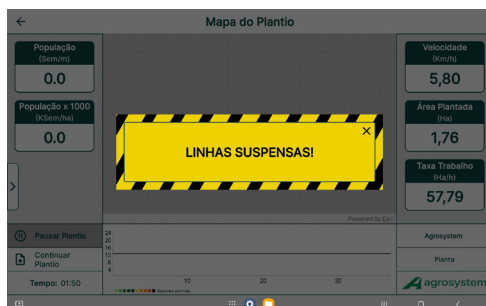 Mapa do Plantio
População
(Sem/m)
0.0
População x 1000
(KSem/ha)
0.0
Velocidade
(Km/h)
5,80
Área Plantada
(Ha)
1,76
Taxa Trabalho
(Ha/h)
57,79
LINHAS SUSPENSAS!
Powered by Esri
Pausar Plantio
Continuar
Plantio
Tempo: 01:50
24
20
16
12
8
4
10
20
30
Agrosystem
Planta
agrosystem